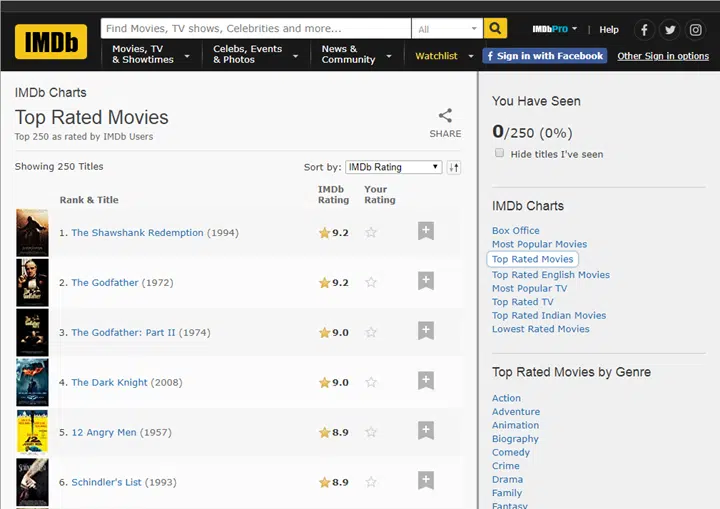 IMDb
Find Movies, TV shows, Celebrities and more...
All
IMDbPro
Help
Movies, TV
& Showtimes
Celebs, Events
& Photos
News &
Community
Watchlist
f Sign in with Facebook
Other Sign in options
IMDb Charts
Top Rated Movies
Top 250 as rated by IMDb Users
SHARE
Showing 250 Titles
Sort by: IMDb Rating
Rank & Title
IMDb
Rating
Your
Rating
1. The Shawshank Redemption (1994) 9.2
2. The Godfather (1972) 9.2
3. The Godfather: Part II (1974) 9.0
4. The Dark Knight (2008) 9.0
5. 12 Angry Men (1957) 8.9
6. Schindler's List (1993) 8.9
You Have Seen
0/250 (0%)
Hide titles I've seen
IMDb Charts
Box Office
Most Popular Movies
Top Rated Movies
Top Rated English Movies
Most Popular TV
Top Rated TV
Top Rated Indian Movies
Lowest Rated Movies
Top Rated Movies by Genre
Action
Adventure
Animation
Biography
Comedy
Crime
Drama
Family
Fantasy